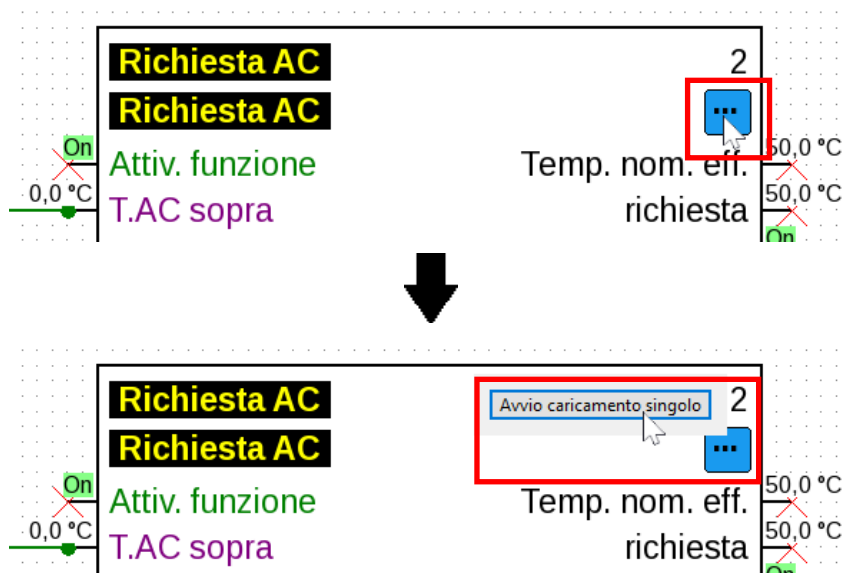 Richiesta AC 2
Richiesta AC ...
On Attiv. funzione Temp. nom. eff. 50,0 °C
0,0 °C T.AC sopra richiesta 50,0 °C
On
Richiesta AC Avvio caricamento singolo 2
Richiesta AC ...
On Attiv. funzione Temp. nom. eff. 50,0 °C
0,0 °C T.AC sopra richiesta 50,0 °C
On